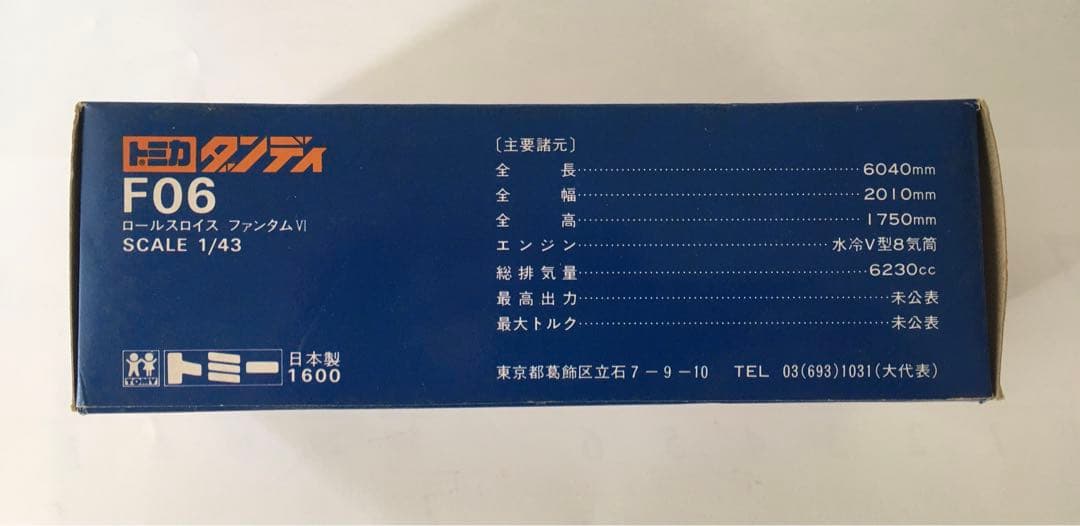 トミカ ダンディ
F06
ロールスロイス ファンタムⅥ
SCALE 1/43
TOMY
トミー
日本製
1600
〔主要諸元〕
全長……6040mm
全幅……2010mm
全高……1750mm
エンジン……水冷V型8気筒
総排気量……6230cc
最高出力……未公表
最大トルク……未公表
東京都葛飾区立石7-9-10 TEL 03(693)1031(大代表)